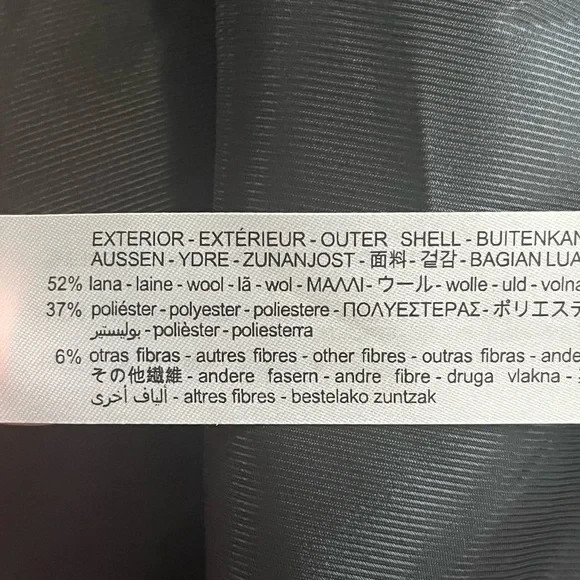 EXTERIOR - EXTÉRIEUR - OUTER SHELL - BUITENKAN
AUSSEN - YDRE - ZUNANJOST - 面料 - 겉감 - BAGIAN LUA
52% lana - laine - wool - lã - wol - ΜΑΛΛΙ - ウール - wolle - uld - volna
37% poliéster - polyester - poliestere - ΠΟΛΥΕΣΤΕΡΑΣ - ポリエステ
بوليستير - polièster - poliesterra
6% otras fibras - autres fibres - other fibres - outras fibras - ande
その他繊維 - andere fasern - andre fibre - druga vlakna -
ألياف أخرى - altres fibres - bestelako zuntzak